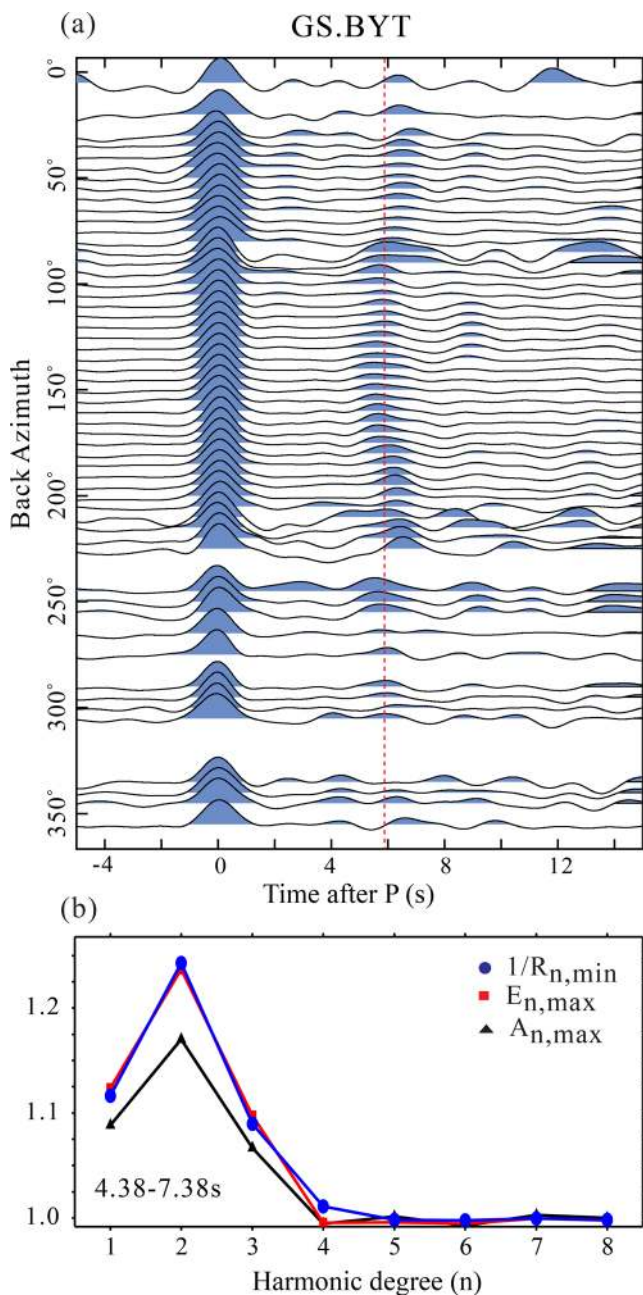 (a)
GS.BYT
0°
50°
100°
150°
200°
250°
300°
350°
Back Azimuth
-4
0
4
8
12
Time after P (s)
(b)
1.2
1.1
1.0
1/Rn,min
En,max
An,max
4.38-7.38s
1 2 3 4 5 6 7 8
Harmonic degree (n)